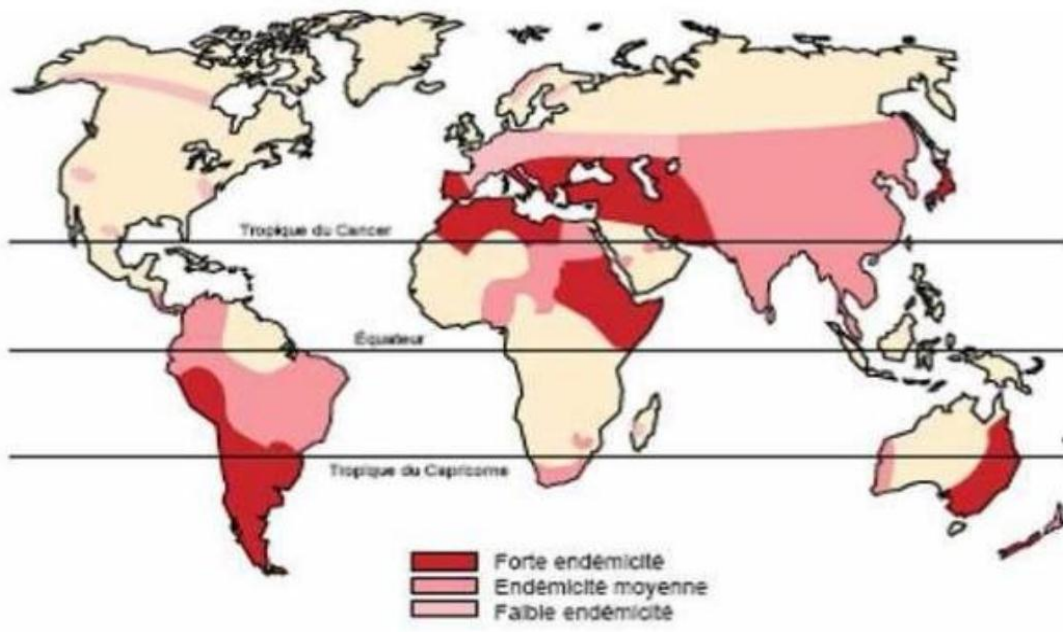 Tropique du Cancer
Équateur
Tropique du Capricorne
Forte endémicité
Endémicité moyenne
Faible endémicité